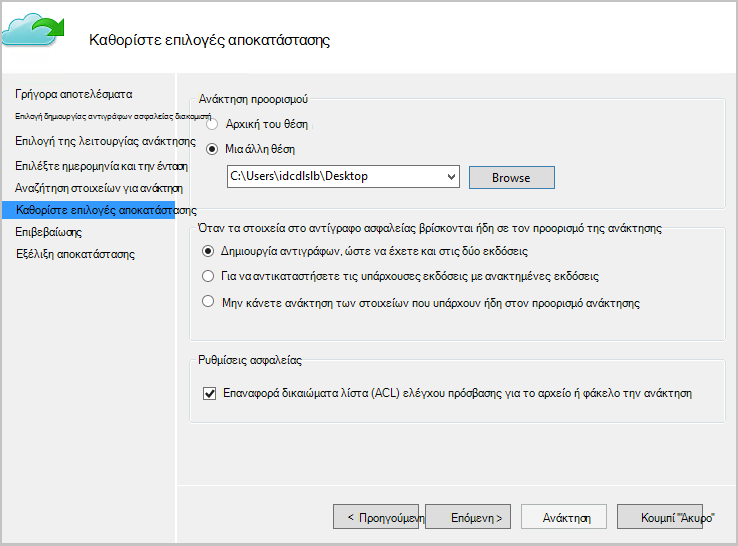 Καθορίστε επιλογές αποκατάστασης
Γρήγορα αποτελέσματα
Επιλογή δημιουργίας αντιγράφων ασφαλείας διακομιστή
Επιλογή της λειτουργίας ανάκτησης
Επιλέξτε ημερομηνία και την ένταση
Αναζήτηση στοιχείων για ανάκτηση
Καθορίστε επιλογές αποκατάστασης
Επιβεβαίωσης
Εξέλιξη αποκατάστασης
Ανάκτηση προορισμού
Αρχική του θέση
Μια άλλη θέση
C:\Users\idcdlslb\Desktop
Browse
Όταν τα στοιχεία στο αντίγραφο ασφαλείας βρίσκονται ήδη σε τον προορισμό της ανάκτησης
Δημιουργία αντιγράφων, ώστε να έχετε και στις δύο εκδόσεις
Για να αντικαταστήσετε τις υπάρχουσες εκδόσεις με ανακτημένες εκδόσεις
Μην κάνετε ανάκτηση των στοιχείων που υπάρχουν ήδη στον προορισμό ανάκτησης
Ρυθμίσεις ασφαλείας
Επαναφορά δικαιώματα λίστα (ACL) ελέγχου πρόσβασης για το αρχείο ή φάκελο την ανάκτηση
< Προηγούμενη
Επόμενη >
Ανάκτηση
Κουμπί "Άκυρο"